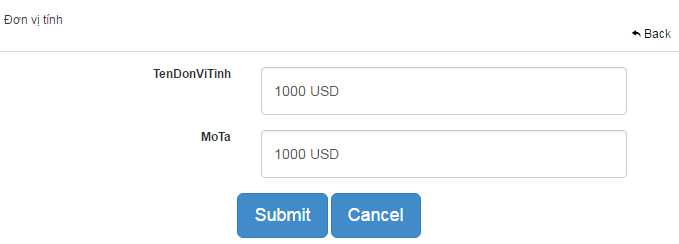 Đơn vị tính
Back
TenDonViTinh
1000 USD
MoTa
1000 USD
Submit Cancel